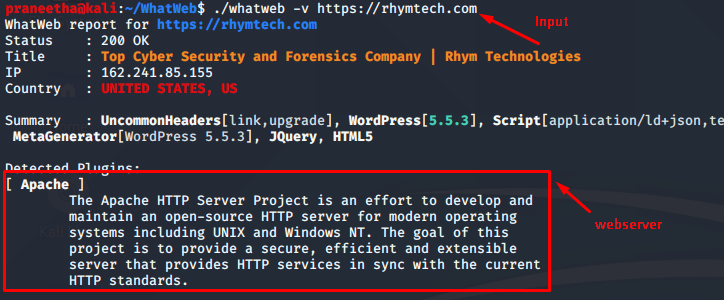 praneetha@kali:~/WhatWeb$ ./whatweb -v https://rhymtech.com
Input
WhatWeb report for https://rhymtech.com
Status    : 200 OK
Title     : Top Cyber Security and Forensics Company | Rhym Technologies
IP        : 162.241.85.155
Country   : UNITED STATES, US
Summary   : UncommonHeaders[link,upgrade], WordPress[5.5.3], Script[application/ld+json,te
MetaGenerator[WordPress 5.5.3], JQuery, HTML5
Detected Plugins:
[ Apache ]
The Apache HTTP Server Project is an effort to develop and
maintain an open-source HTTP server for modern operating
systems including UNIX and Windows NT. The goal of this
project is to provide a secure, efficient and extensible
server that provides HTTP services in sync with the current
HTTP standards.
webserver